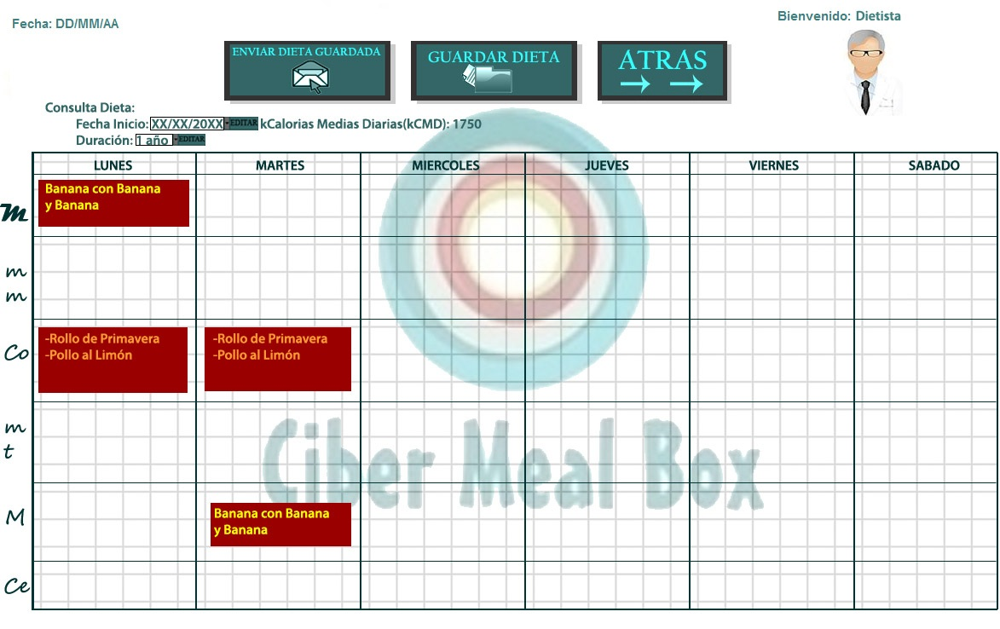 Fecha: DD/MM/AA
Bienvenido: Dietista
ENVIAR DIETA GUARDADA
GUARDAR DIETA
ATRAS
Consulta Dieta:
Fecha Inicio: XX/XX/20XX EDITAR kCalorias Medias Diarias(kCMD): 1750
Duración: 1 año EDITAR
LUNES MARTES MIERCOLES JUEVES VIERNES SABADO
M
Banana con Banana
y Banana
m
m
Co
-Rollo de Primavera
-Pollo al Limón
-Rollo de Primavera
-Pollo al Limón
m
t
Ciber Meal Box
M
Banana con Banana
y Banana
Ce